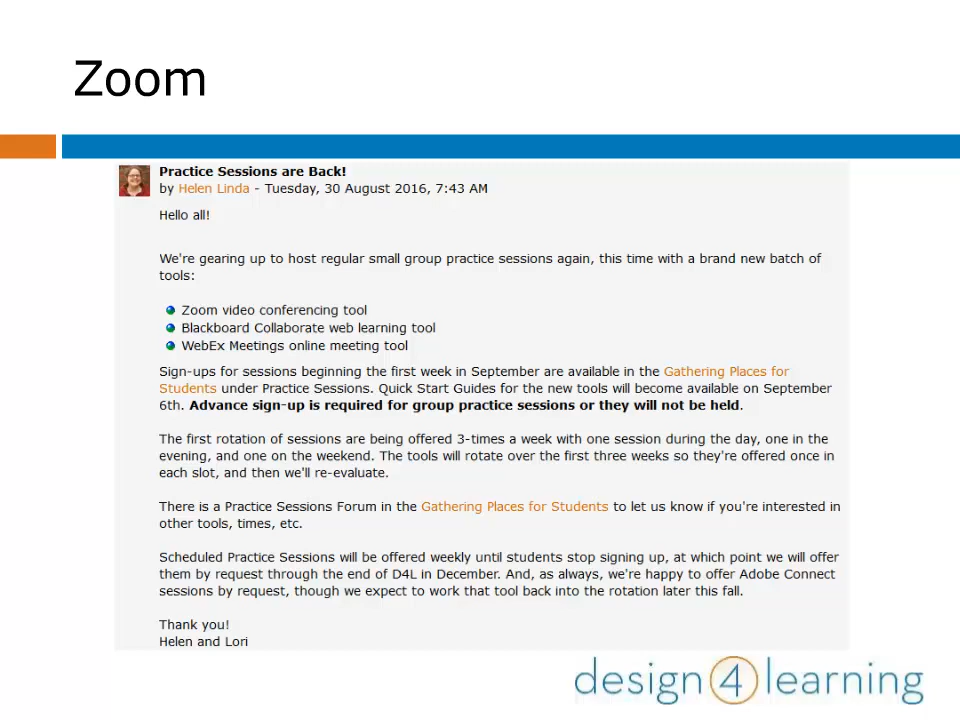 Zoom
Practice Sessions are Back!
by Helen Linda - Tuesday, 30 August 2016, 7:43 AM
Hello all!
We're gearing up to host regular small group practice sessions again, this time with a brand new batch of
tools:
Zoom video conferencing tool
Blackboard Collaborate web learning tool
WebEx Meetings online meeting tool
Sign-ups for sessions beginning the first week in September are available in the Gathering Places for
Students under Practice Sessions. Quick Start Guides for the new tools will become available on September
6th. Advance sign-up is required for group practice sessions or they will not be held.
The first rotation of sessions are being offered 3-times a week with one session during the day, one in the
evening, and one on the weekend. The tools will rotate over the first three weeks so they're offered once in
each slot, and then we'll re-evaluate.
There is a Practice Sessions Forum in the Gathering Places for Students to let us know if you're interested in
other tools, times, etc.
Scheduled Practice Sessions will be offered weekly until students stop signing up, at which point we will offer
them by request through the end of D4L in December. And, as always, we're happy to offer Adobe Connect
sessions by request, though we expect to work that tool back into the rotation later this fall.
Thank you!
Helen and Lori
design 4 learning